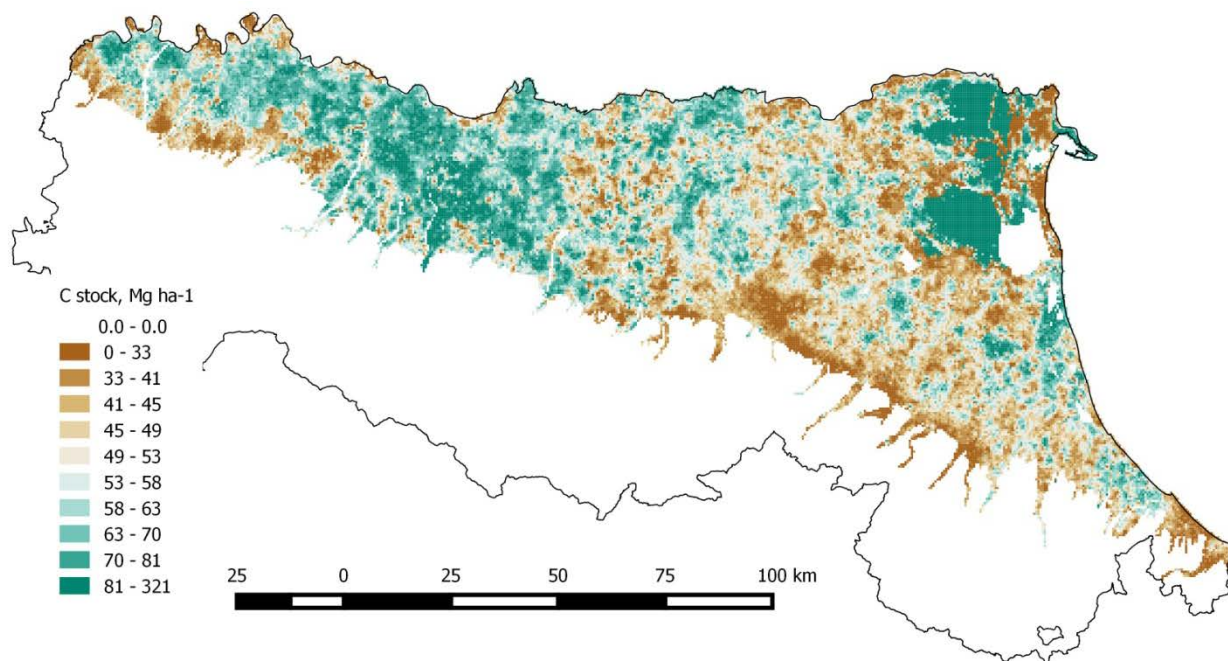 C stock, Mg ha-1
0.0 - 0.0
0 - 33
33 - 41
41 - 45
45 - 49
49 - 53
53 - 58
58 - 63
63 - 70
70 - 81
81 - 321
25 0 25 50 75 100 km